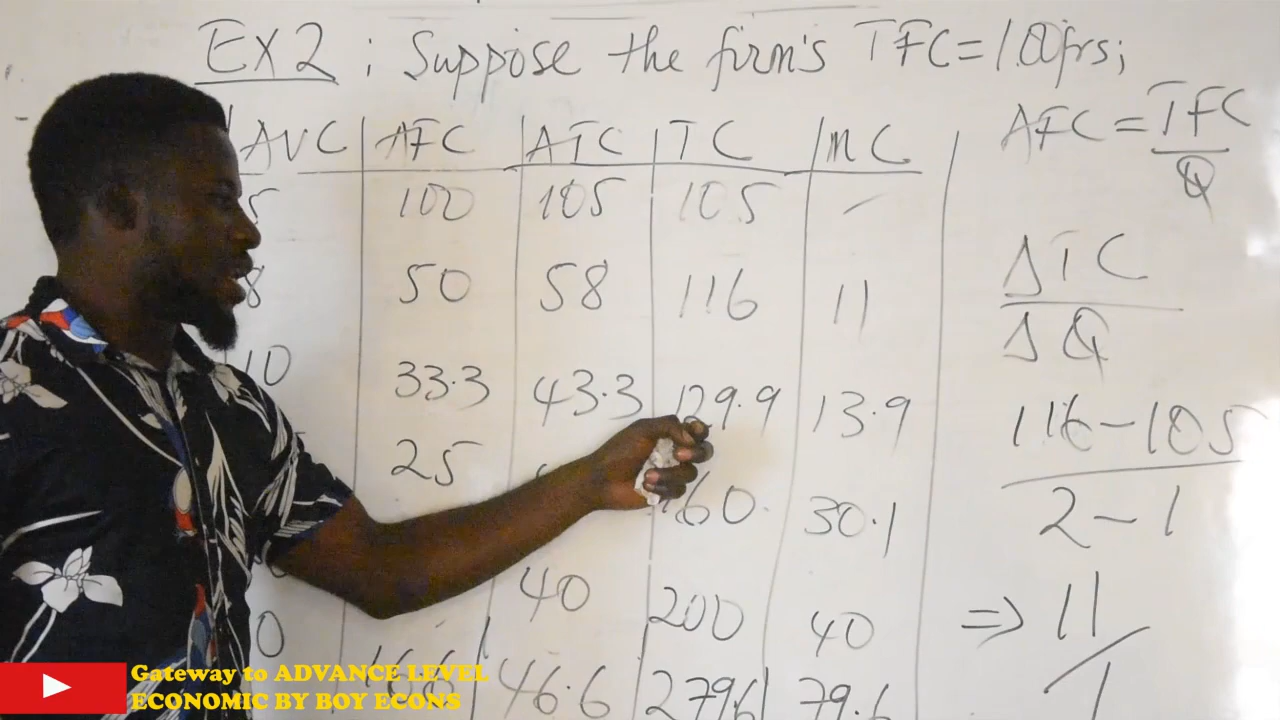 EX2 ; Suppose the firm's TFC=100frs;
AVC AFC ATC TC MC
5 100 105 105 –
8 50 58 116 11
10 33.3 43.3 129.9 13.9
25 160. 30.1
40 200 40
0 46.6 279.6 79.6
AFC = TFC
Q
ΔTC
ΔQ
116-105
2-1
=> 11
1
Gateway to ADVANCE LEVEL
ECONOMIC BY BOY ECONS